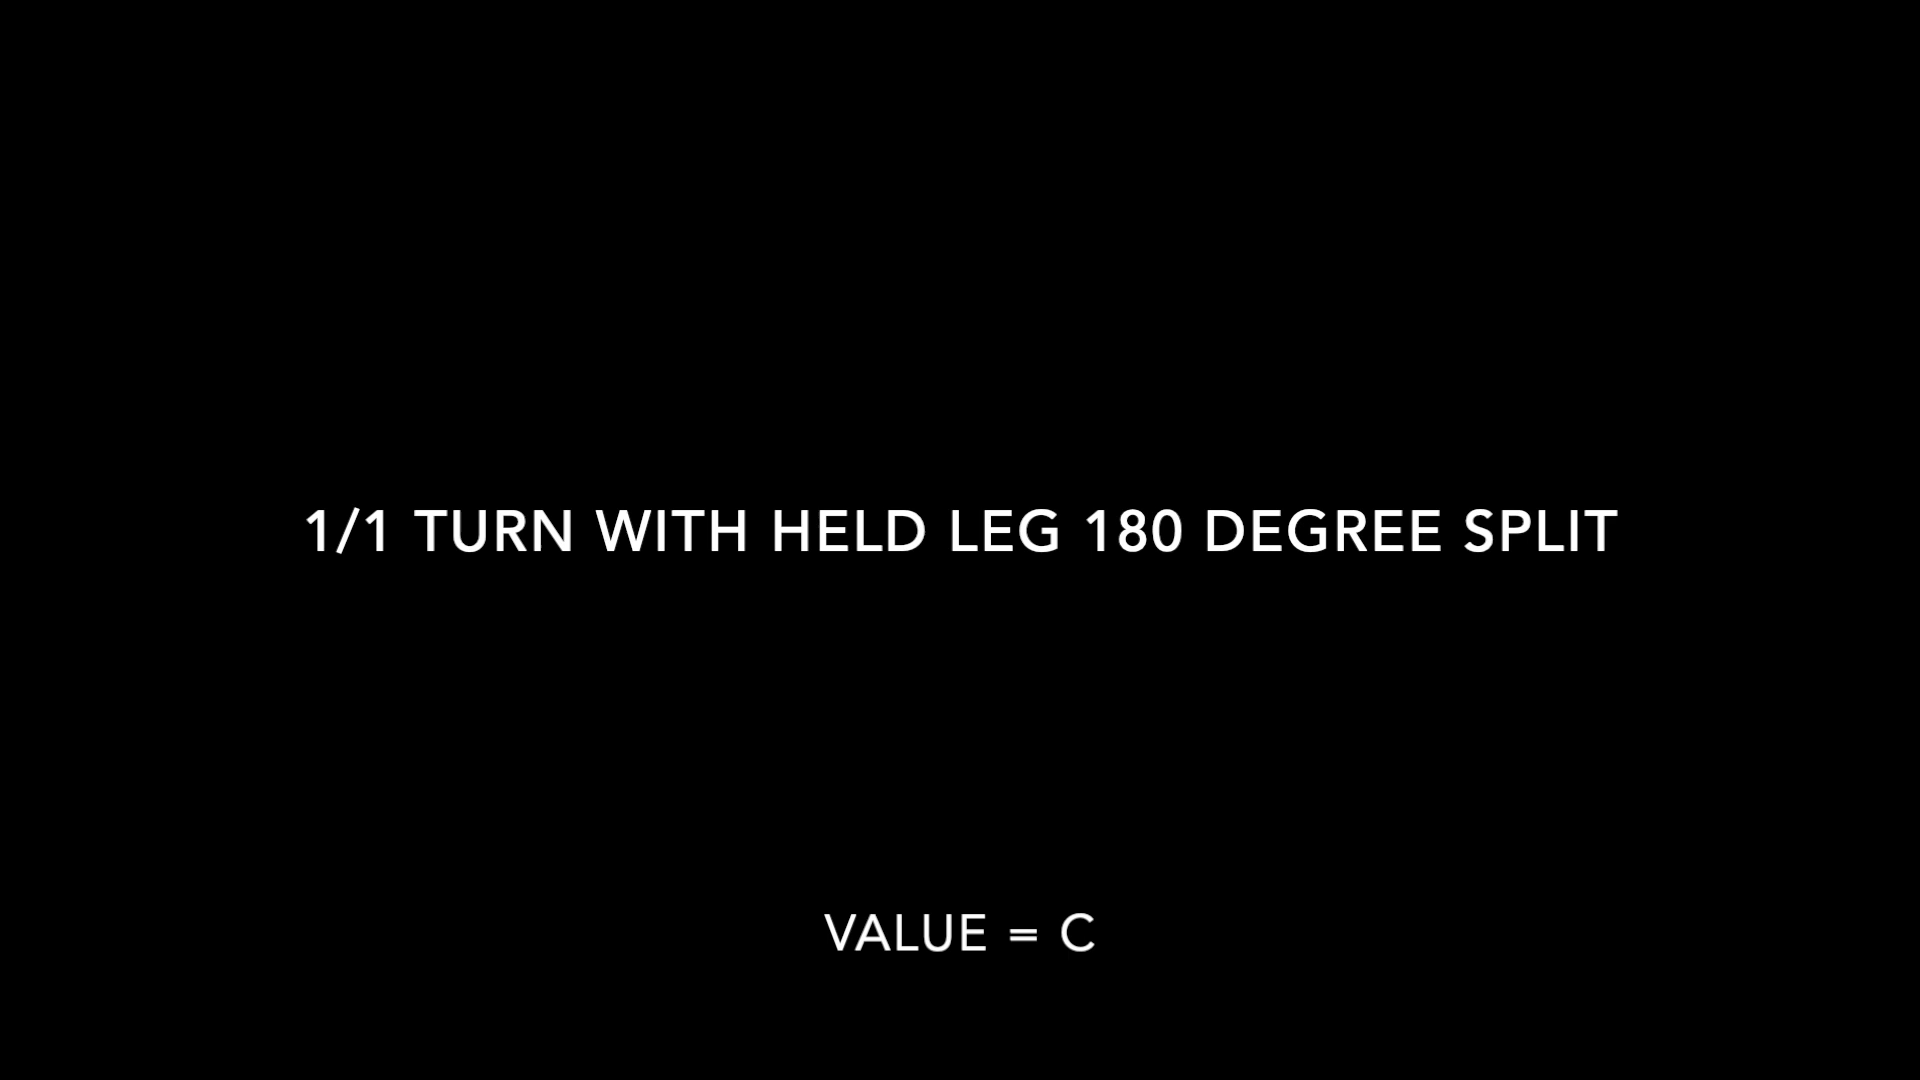 1/1 TURN WITH HELD LEG 180 DEGREE SPLIT
VALUE = C